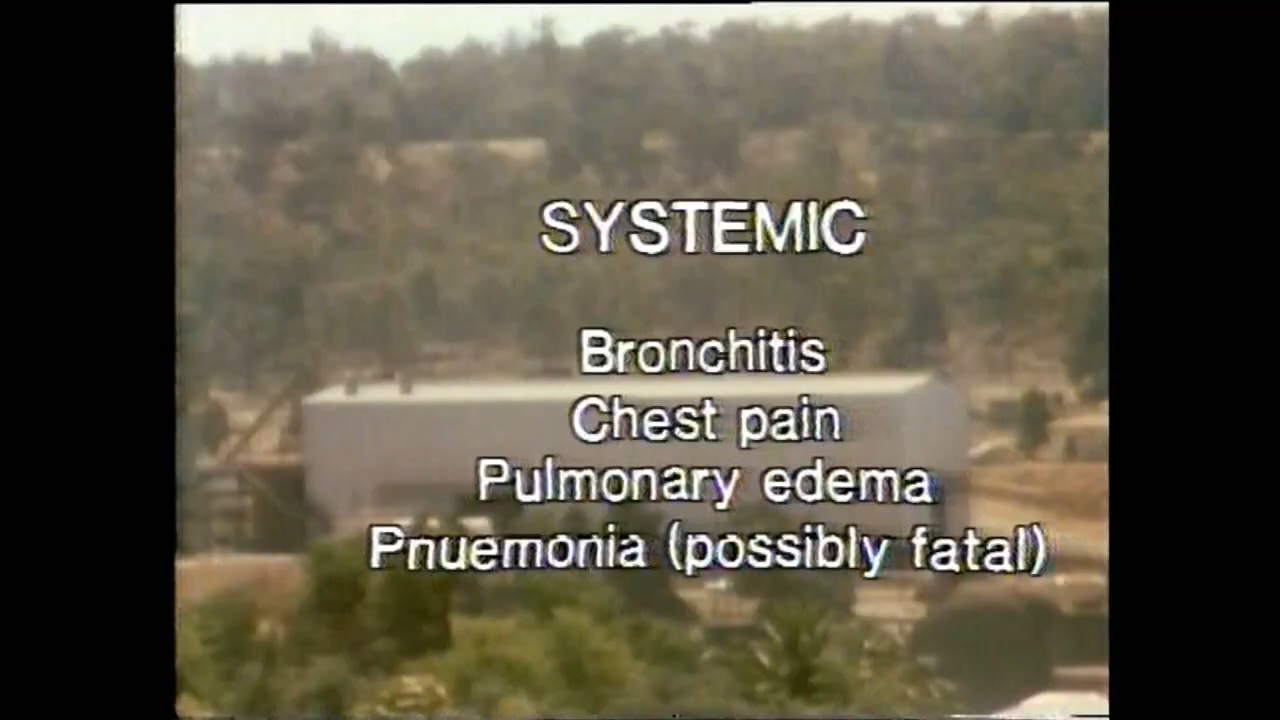 SYSTEMIC
Bronchitis
Chest pain
Pulmonary edema
Pnuemonia (possibly fatal)